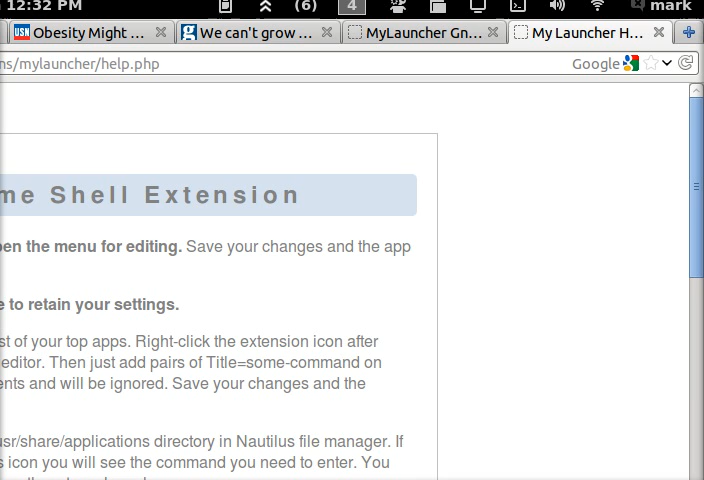 12:32 PM (6) 4 mark
USN Obesity Might ... g We can't grow ... MyLauncher Gn... My Launcher H...
ns/mylauncher/help.php Google
me Shell Extension
pen the menu for editing. Save your changes and the app
e to retain your settings.
st of your top apps. Right-click the extension icon after
editor. Then just add pairs of Title=some-command on
ents and will be ignored. Save your changes and the
usr/share/applications directory in Nautilus file manager. If
s icon you will see the command you need to enter. You